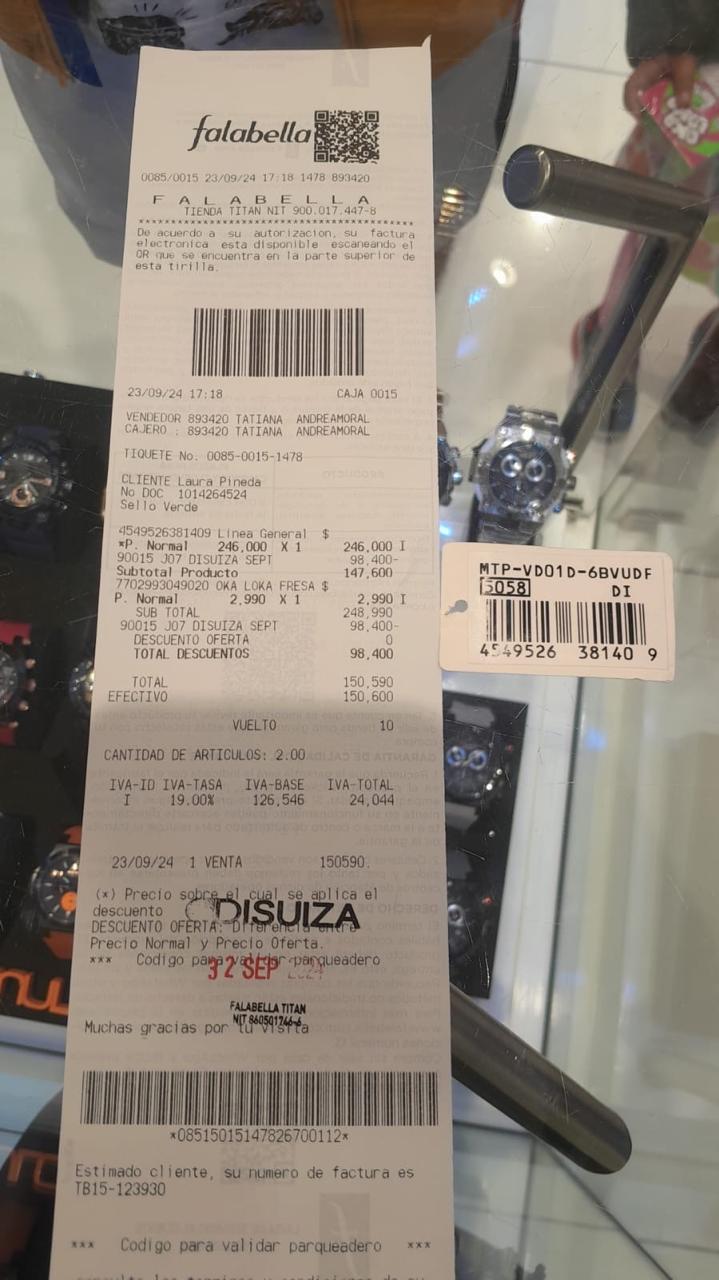 falabella
0085/0015 23/09/24 17:18 1478 893420
F A L A B E L L A
TIENDA TITAN NIT 900.017.447-8
De acuerdo a su autorizacion, su factura
electronica esta disponible escaneando el
QR que se encuentra en la parte superior de
esta tirilla.
23/09/24 17:18 CAJA 0015
VENDEDOR 893420 TATIANA ANDREAMORAL
CAJERO : 893420 TATIANA ANDREAMORAL
TIQUETE No. 0085-0015-1478
CLIENTE Laura Pineda
No DOC 1014264524
Sello Verde
4549526381409 Linea General $
*P. Normal 246,000 X 1 246,000 I
90015 J07 DISUIZA SEPT 98,400-
Subtotal Producto 147,600
7702993049020 OKA LOKA FRESA $
P. Normal 2,990 X 1 2,990 I
SUB TOTAL 248,990
90015 J07 DISUIZA SEPT 98,400-
DESCUENTO OFERTA 0
TOTAL DESCUENTOS 98,400
TOTAL 150,590
EFECTIVO 150,600
VUELTO 10
CANTIDAD DE ARTICULOS: 2.00
IVA-ID IVA-TASA IVA-BASE IVA-TOTAL
I 19.00% 126,546 24,044
23/09/24 1 VENTA 150590.
(*) Precio sobre el cual se aplica el
descuento
DISUIZA
DESCUENTO OFERTA: Diferencia entre
Precio Normal y Precio Oferta.
*** Codigo para validar parqueadero
SEP
FALABELLA TITAN
NIT 860501746-6
Muchas gracias por tu visita
*08515015147826700112*
Estimado cliente, su numero de factura es
TB15-123930
*** Codigo para validar parqueadero ***
MTP-VD01D-6BVUDF
5058 DI
4549526 38140 9